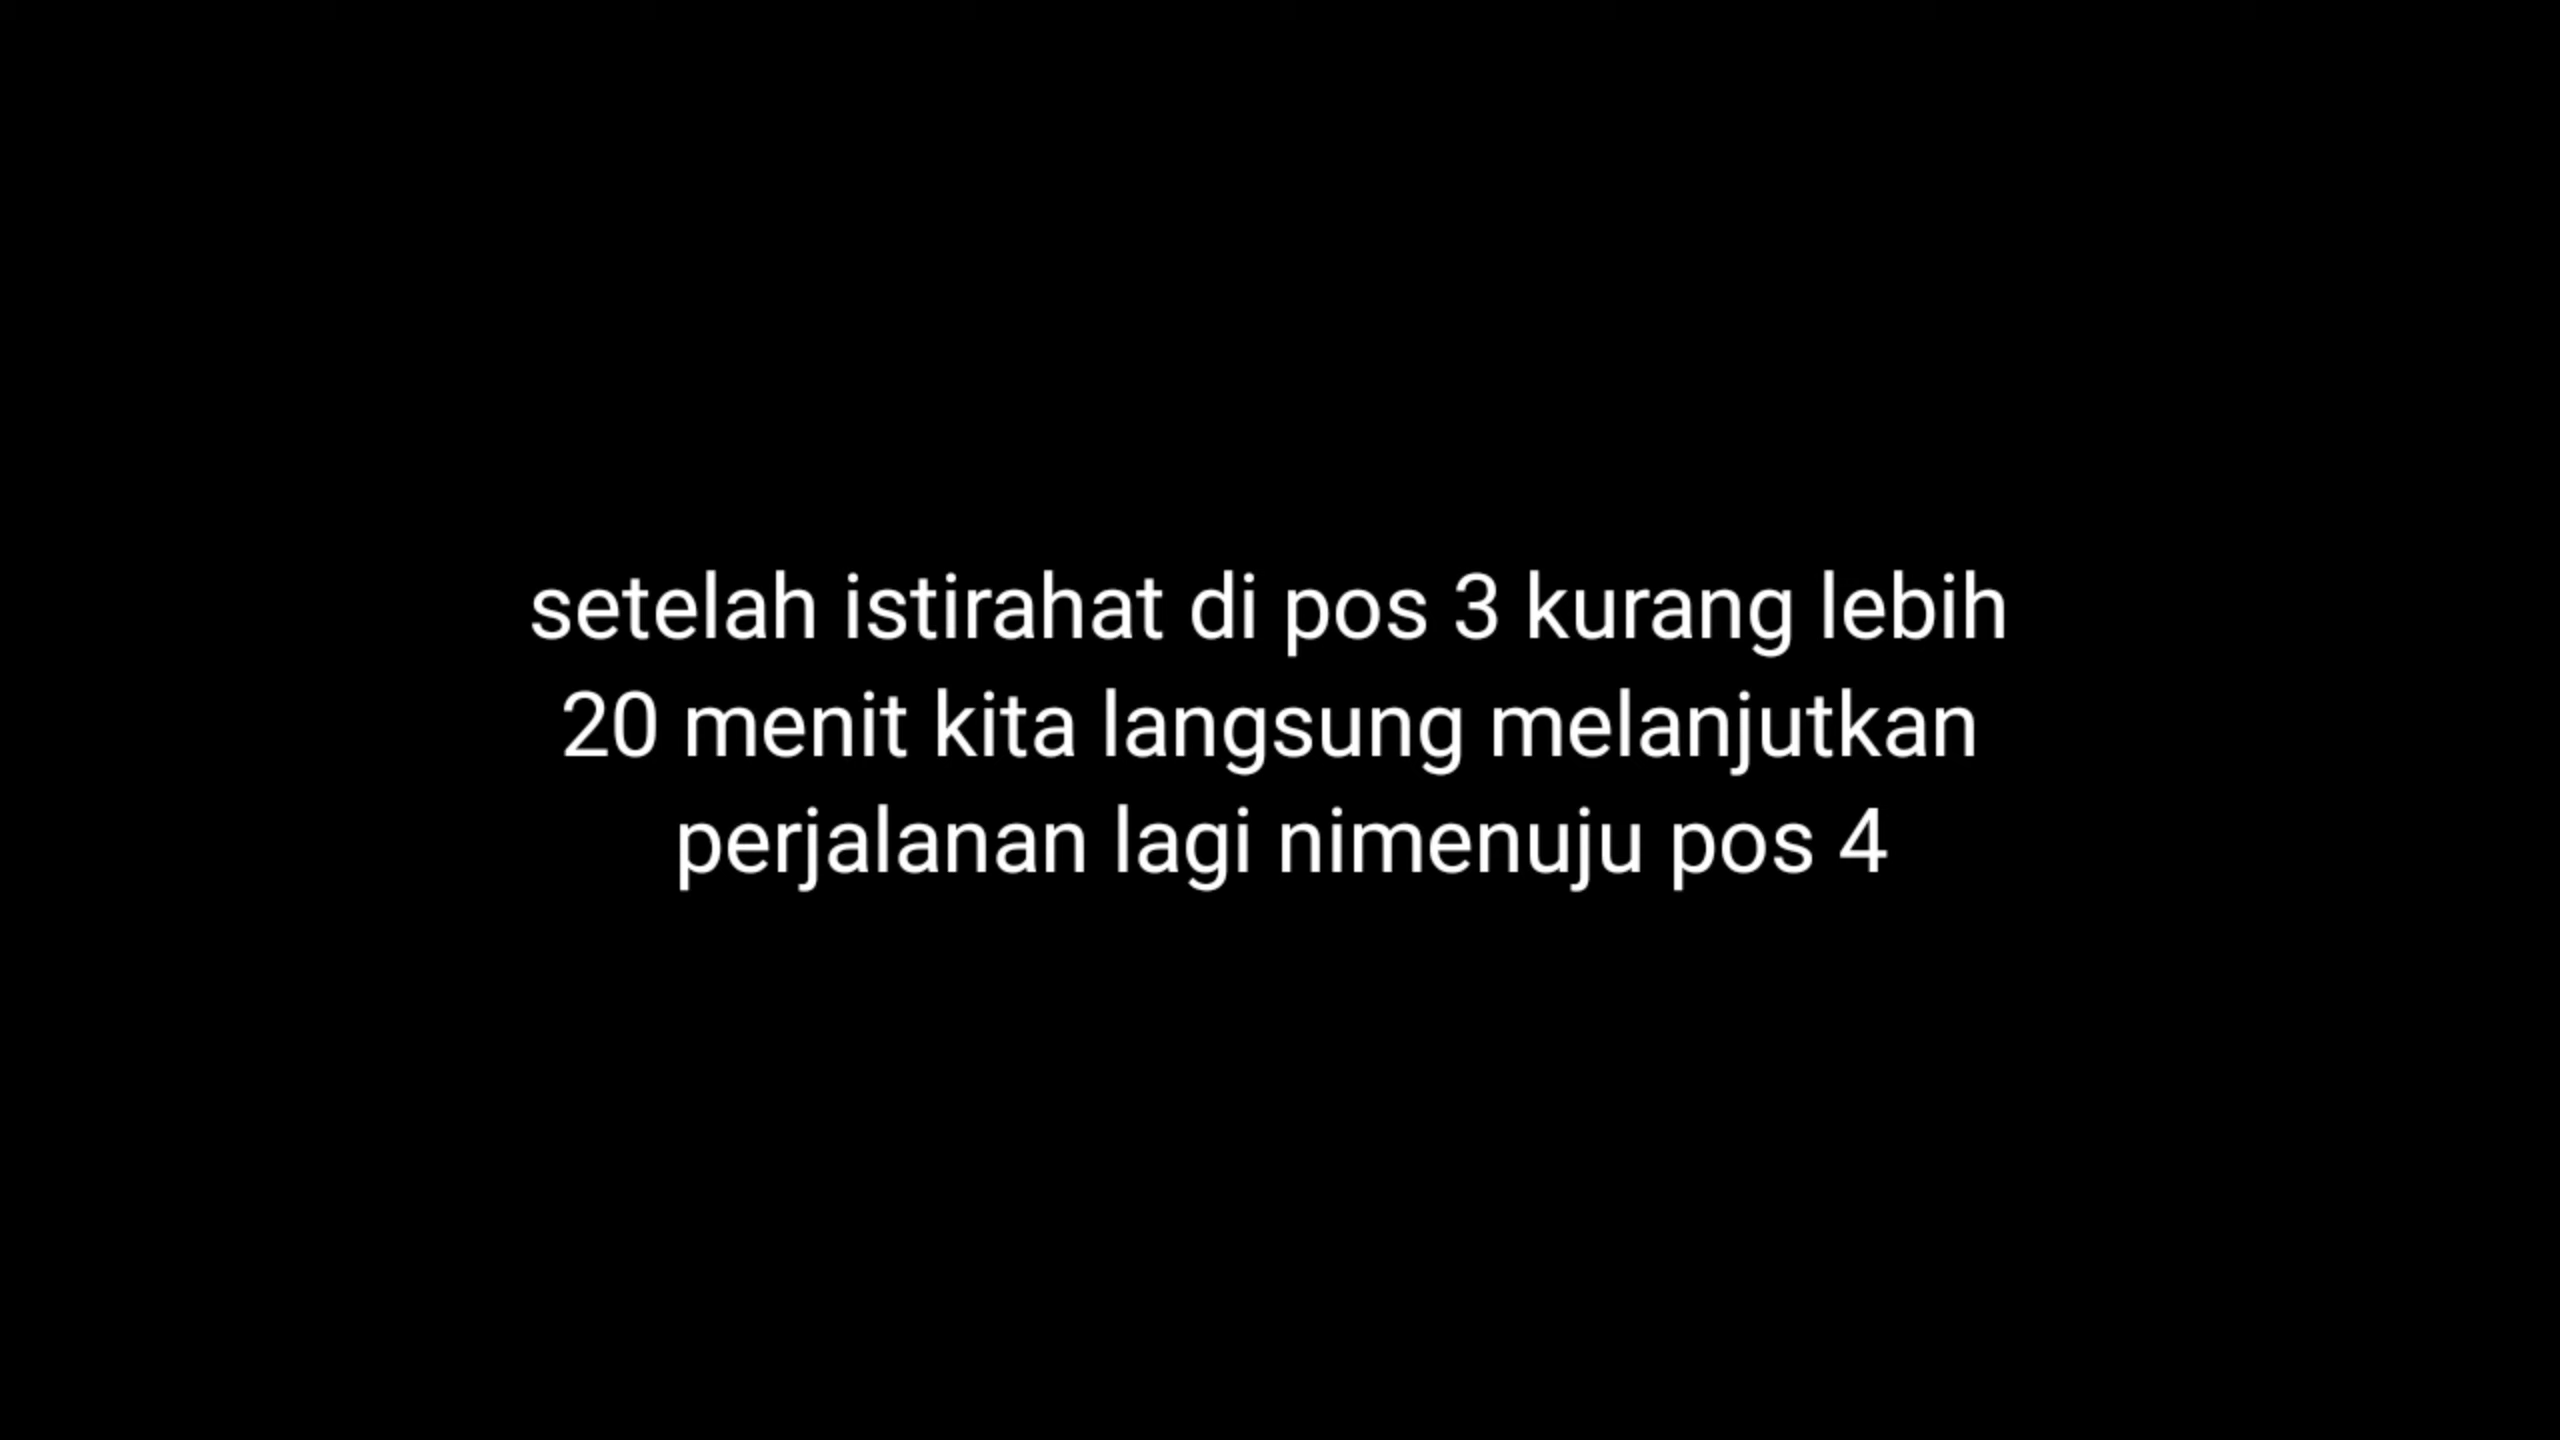 setelah istirahat di pos 3 kurang lebih
20 menit kita langsung melanjutkan
perjalanan lagi nimenuju pos 4